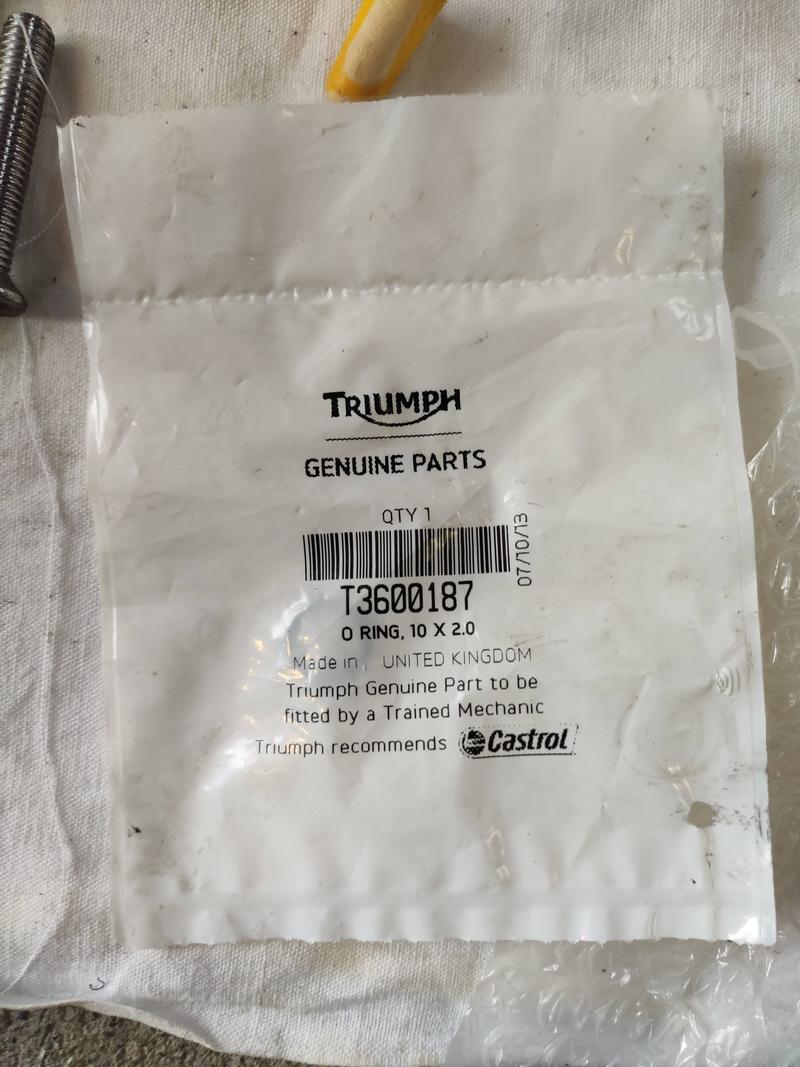 TRIUMPH
GENUINE PARTS
QTY 1
07/10/13
T3600187
O RING, 10 X 2.0
Made in, UNITED KINGDOM
Triumph Genuine Part to be
fitted by a Trained Mechanic
Triumph recommends Castrol